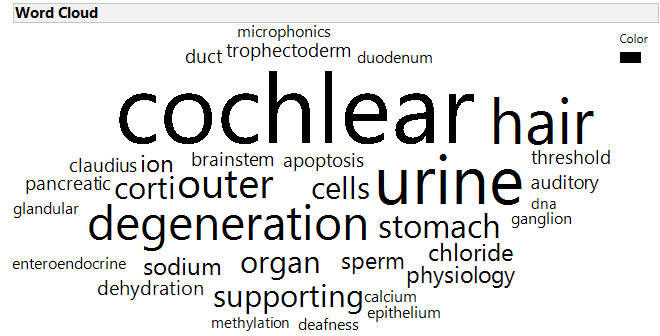 Word Cloud
microphonics
Color
duct trophectoderm duodenum
cochlear hair
claudius ion brainstem apoptosis threshold
pancreatic corti outer cells urine auditory
glandular degeneration stomach dna
ganglion
enteroendocrine sodium organ sperm chloride
dehydration physiology
supporting calcium
epithelium
methylation deafness